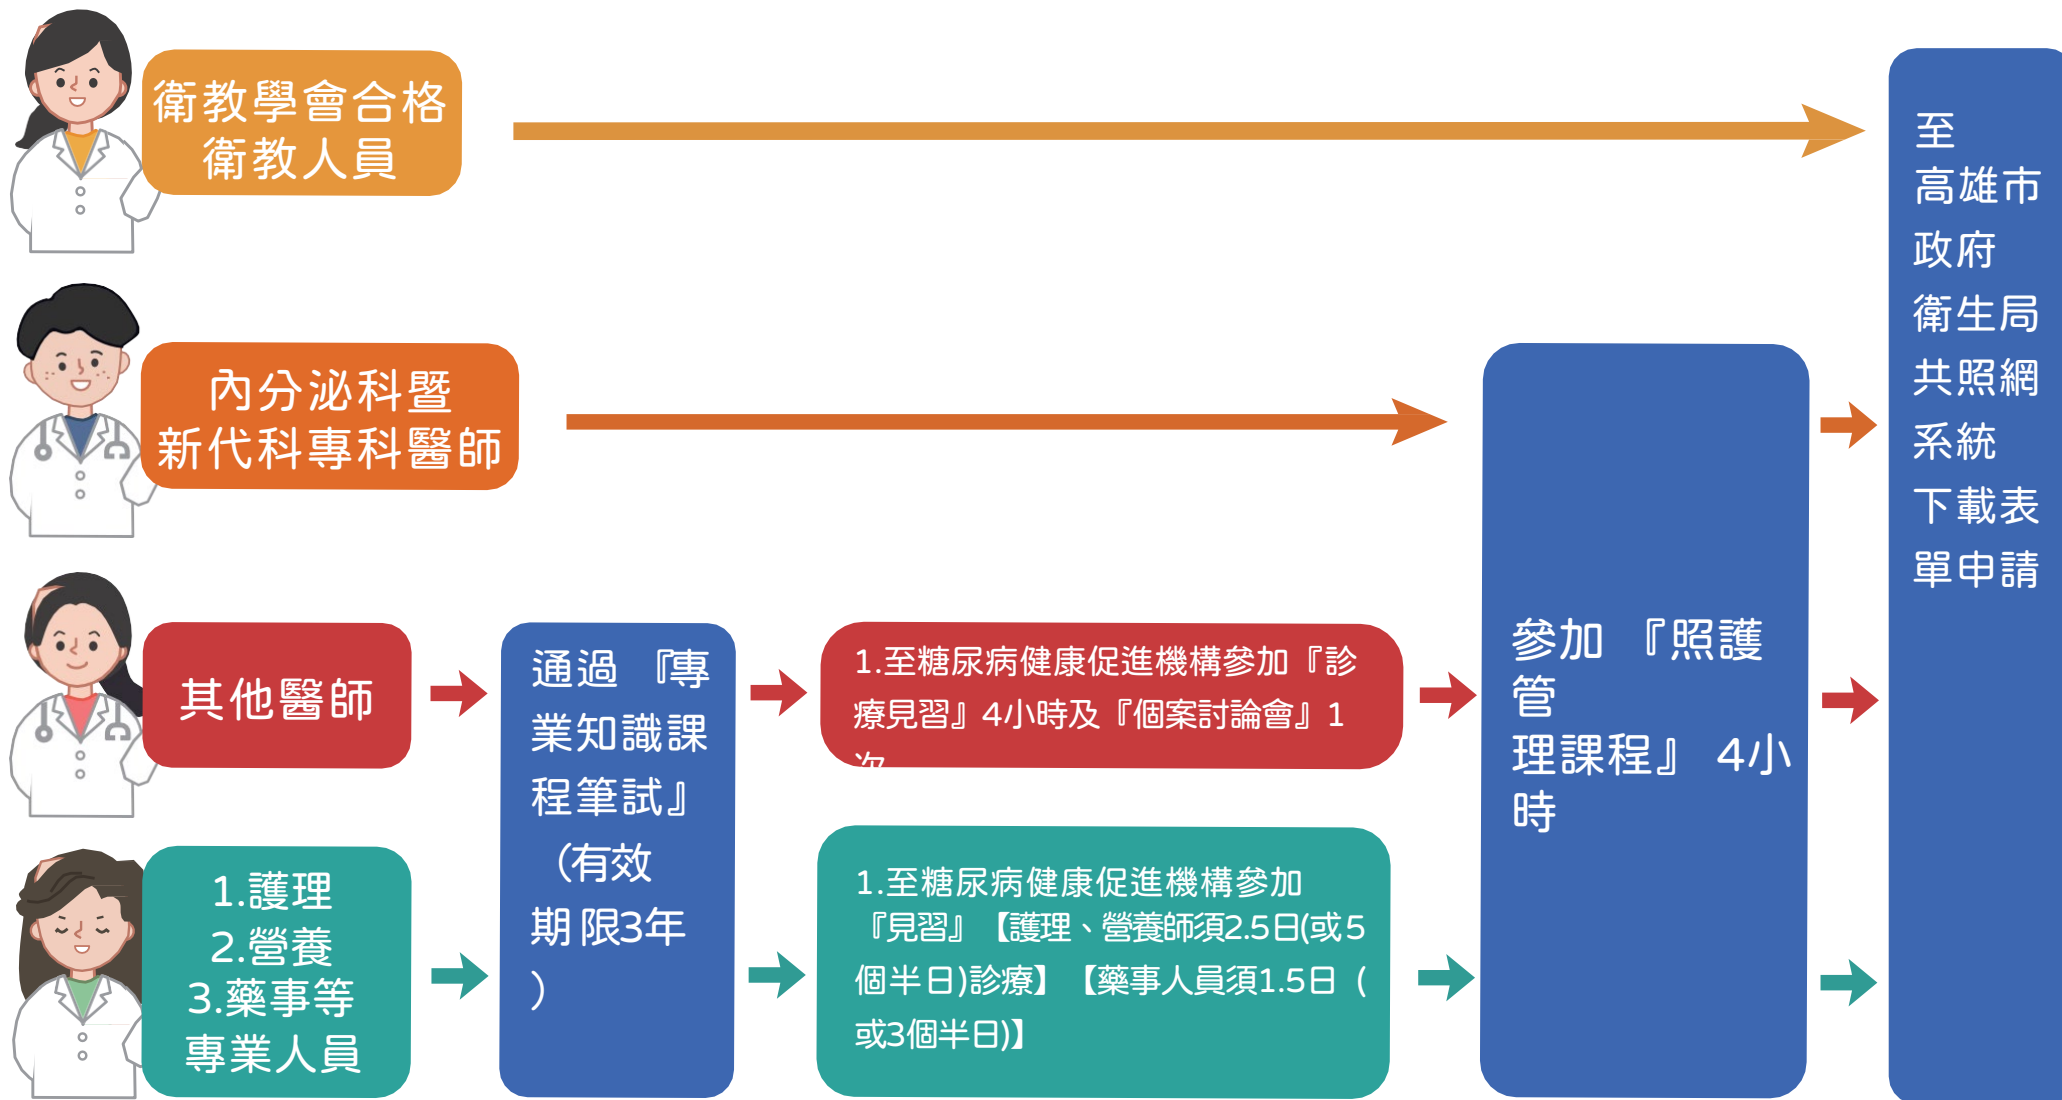 衛教學會合格
衛教人員
內分泌科暨
新代科專科醫師
其他醫師
1.護理
2.營養
3.藥事等
專業人員
通過 『專
業知識課
程筆試』
（有效
期 限3年
）
1.至糖尿病健康促進機構參加『診
療見習』4小時及『個案討論會』1
次
1.至糖尿病健康促進機構參加
『見習』【護理、營養師須2.5日(或5
個半日)診療】【藥事人員須1.5日（
或3個半日)】
參加 『照護
管
理課程』 4小
時
至
高雄市
政府
衛生局
共照網
系統
下載表
單申請